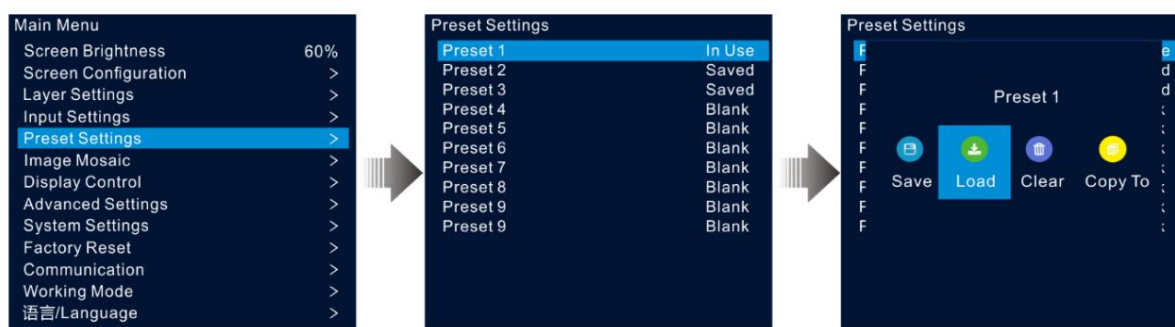 Main Menu
Screen Brightness 60%
Screen Configuration >
Layer Settings >
Input Settings >
Preset Settings >
Image Mosaic >
Display Control >
Advanced Settings >
System Settings >
Factory Reset >
Communication >
Working Mode >
语言/Language >
Preset Settings
Preset 1 In Use
Preset 2 Saved
Preset 3 Saved
Preset 4 Blank
Preset 5 Blank
Preset 6 Blank
Preset 7 Blank
Preset 8 Blank
Preset 9 Blank
Preset 9 Blank
Preset Settings
Preset 1
Save Load Clear Copy To